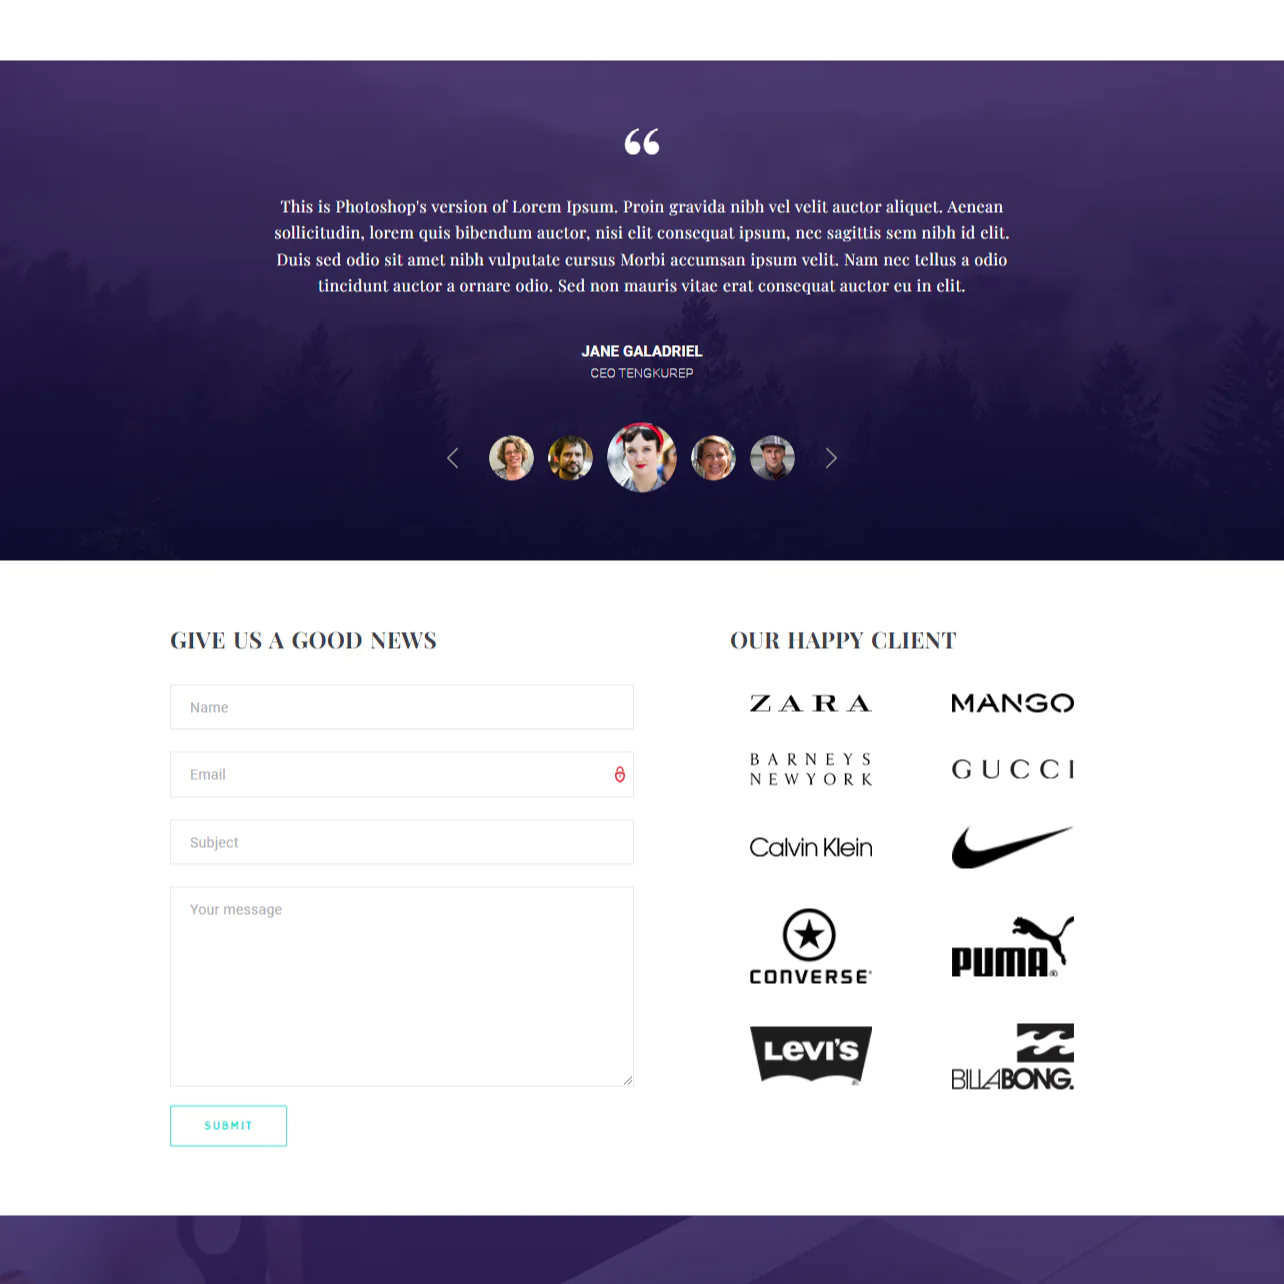 “
This is Photoshop's version of Lorem Ipsum. Proin gravida nibh vel velit auctor aliquet. Aenean
sollicitudin, lorem quis bibendum auctor, nisi elit consequat ipsum, nec sagittis sem nibh id elit.
Duis sed odio sit amet nibh vulputate cursus Morbi accumsan ipsum velit. Nam nec tellus a odio
tincidunt auctor a ornare odio. Sed non mauris vitae erat consequat auctor eu in elit.
JANE GALADRIEL
CEO TENGKUREP
GIVE US A GOOD NEWS
Name
Email
Subject
Your message
SUBMIT
OUR HAPPY CLIENT
ZARA
MANGO
BARNEYS
NEWYORK
GUCCI
Calvin Klein
CONVERSE®
PUMA®
LEVI'S®
BILLABONG.